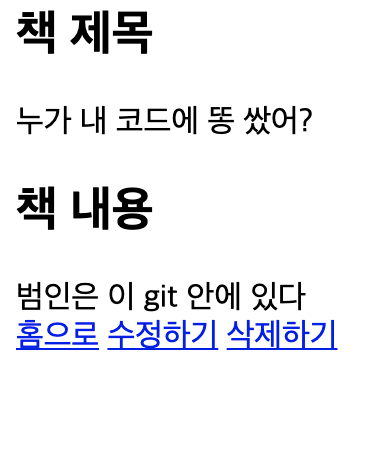 책 제목
누가 내 코드에 똥 쌌어?
책 내용
범인은 이 git 안에 있다
홈으로 수정하기 삭제하기